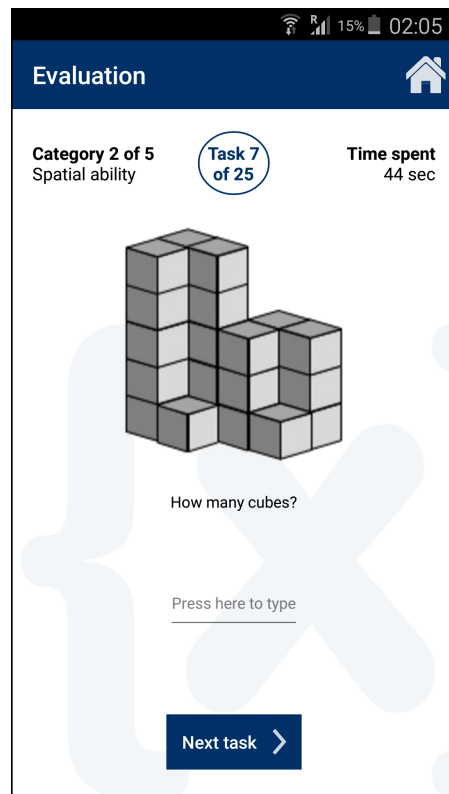 R 15% 02:05
Evaluation
Category 2 of 5
Spatial ability
Task 7
of 25
Time spent
44 sec
How many cubes?
Press here to type
Next task